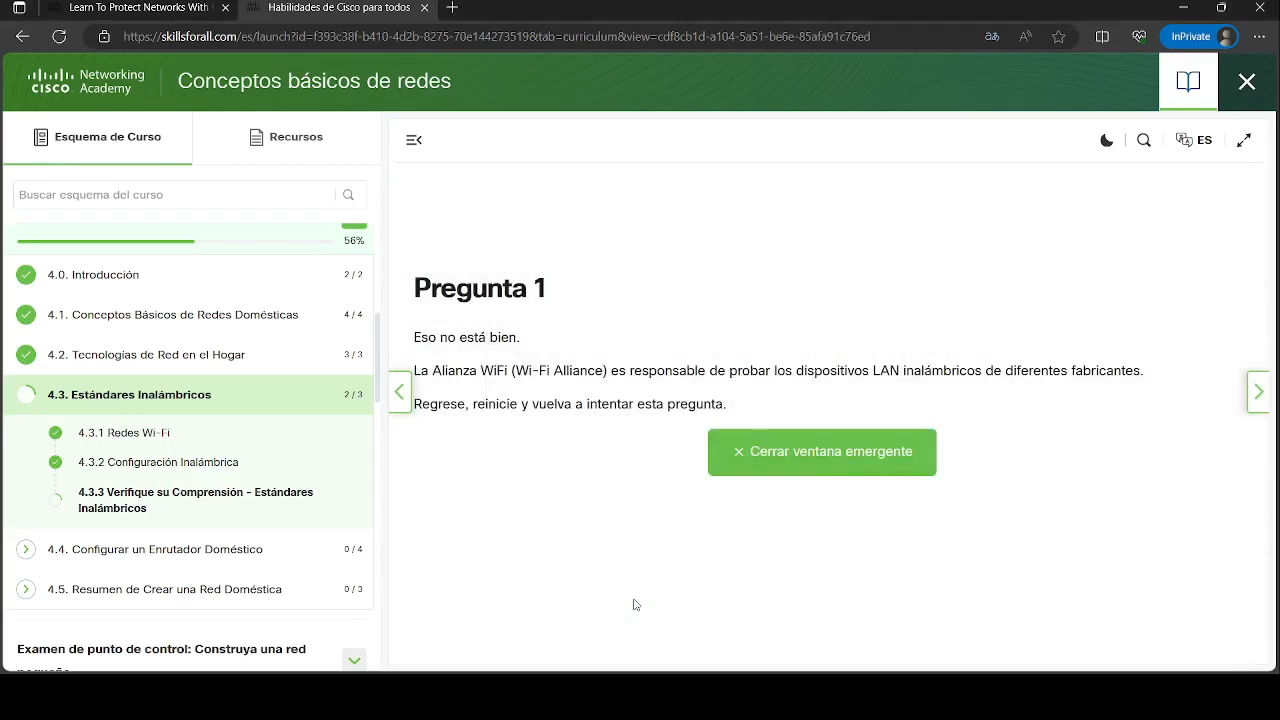 Learn To Protect Networks With
Habilidades de Cisco para todos
https://skillsforall.com/es/launch?id=f393c38f-b410-4d2b-8275-70e144273519&tab=curriculum&view=cdf8cb1d-a104-5a51-be6e-85afa91c76ed
InPrivate
Networking
CISCO Academy
Conceptos básicos de redes
Esquema de Curso
Recursos
ES
Buscar esquema del curso
56%
4.0. Introducción 2 / 2
4.1. Conceptos Básicos de Redes Domésticas 4 / 4
4.2. Tecnologías de Red en el Hogar 3 / 3
4.3. Estándares Inalámbricos 2 / 3
4.3.1 Redes Wi-Fi
4.3.2 Configuración Inalámbrica
4.3.3 Verifique su Comprensión - Estándares
Inalámbricos
4.4. Configurar un Enrutador Doméstico 0 / 4
4.5. Resumen de Crear una Red Doméstica 0 / 3
Examen de punto de control: Construya una red
Pregunta 1
Eso no está bien.
La Alianza WiFi (Wi-Fi Alliance) es responsable de probar los dispositivos LAN inalámbricos de diferentes fabricantes.
Regrese, reinicie y vuelva a intentar esta pregunta.
Cerrar ventana emergente